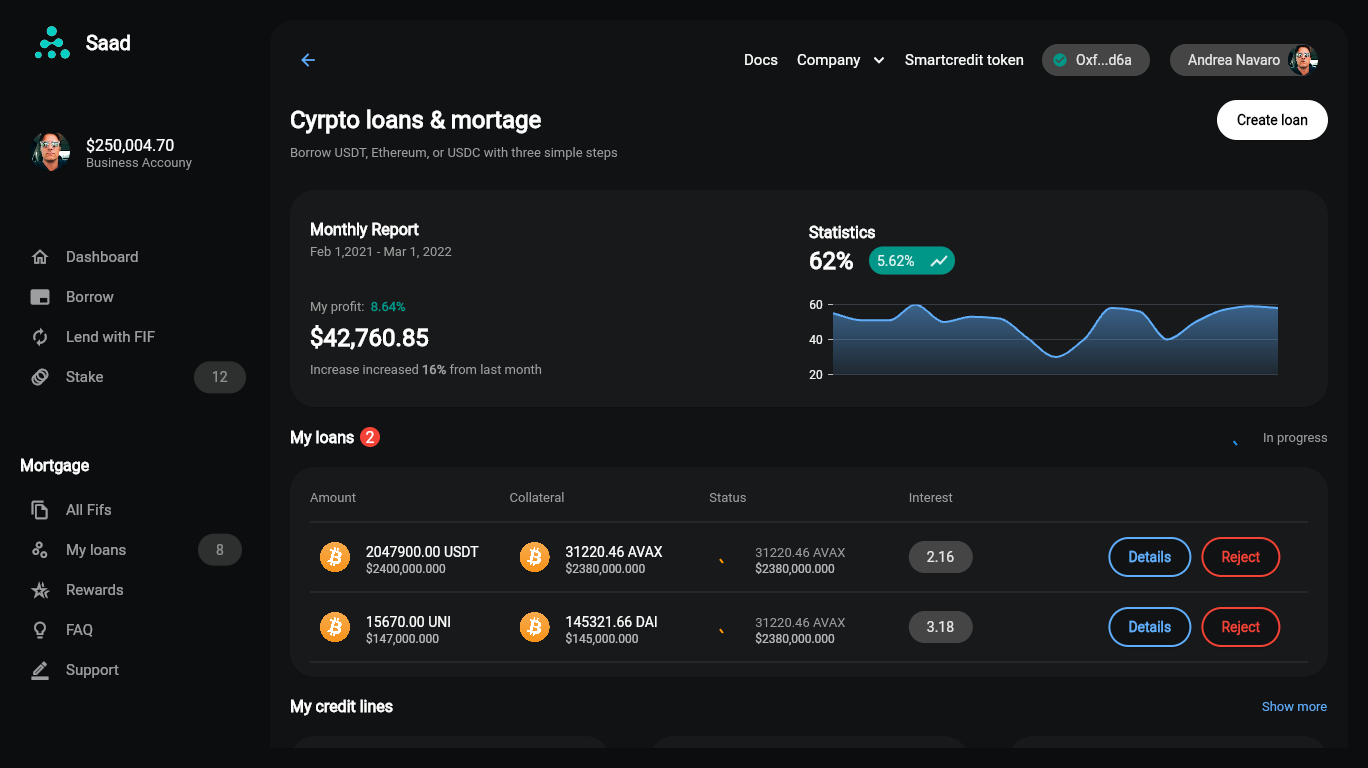 Saad
$250,004.70
Business Accouny
Dashboard
Borrow
Lend with FIF
Stake 12
Mortgage
All Fifs
My loans 8
Rewards
FAQ
Support
Docs Company Smartcredit token Oxf...d6a Andrea Navaro
Cyrpto loans & mortage
Borrow USDT, Ethereum, or USDC with three simple steps
Create loan
Monthly Report
Feb 1,2021 - Mar 1, 2022
My profit: 8.64%
$42,760.85
Increase increased 16% from last month
Statistics
62% 5.62%
60
40
20
My loans 2
In progress
Amount Collateral Status Interest
2047900.00 USDT 31220.46 AVAX 31220.46 AVAX 2.16 Details Reject
$2400,000.000 $2380,000.000 $2380,000.000
15670.00 UNI 145321.66 DAI 31220.46 AVAX 3.18 Details Reject
$147,000.000 $145,000.000 $2380,000.000
My credit lines
Show more